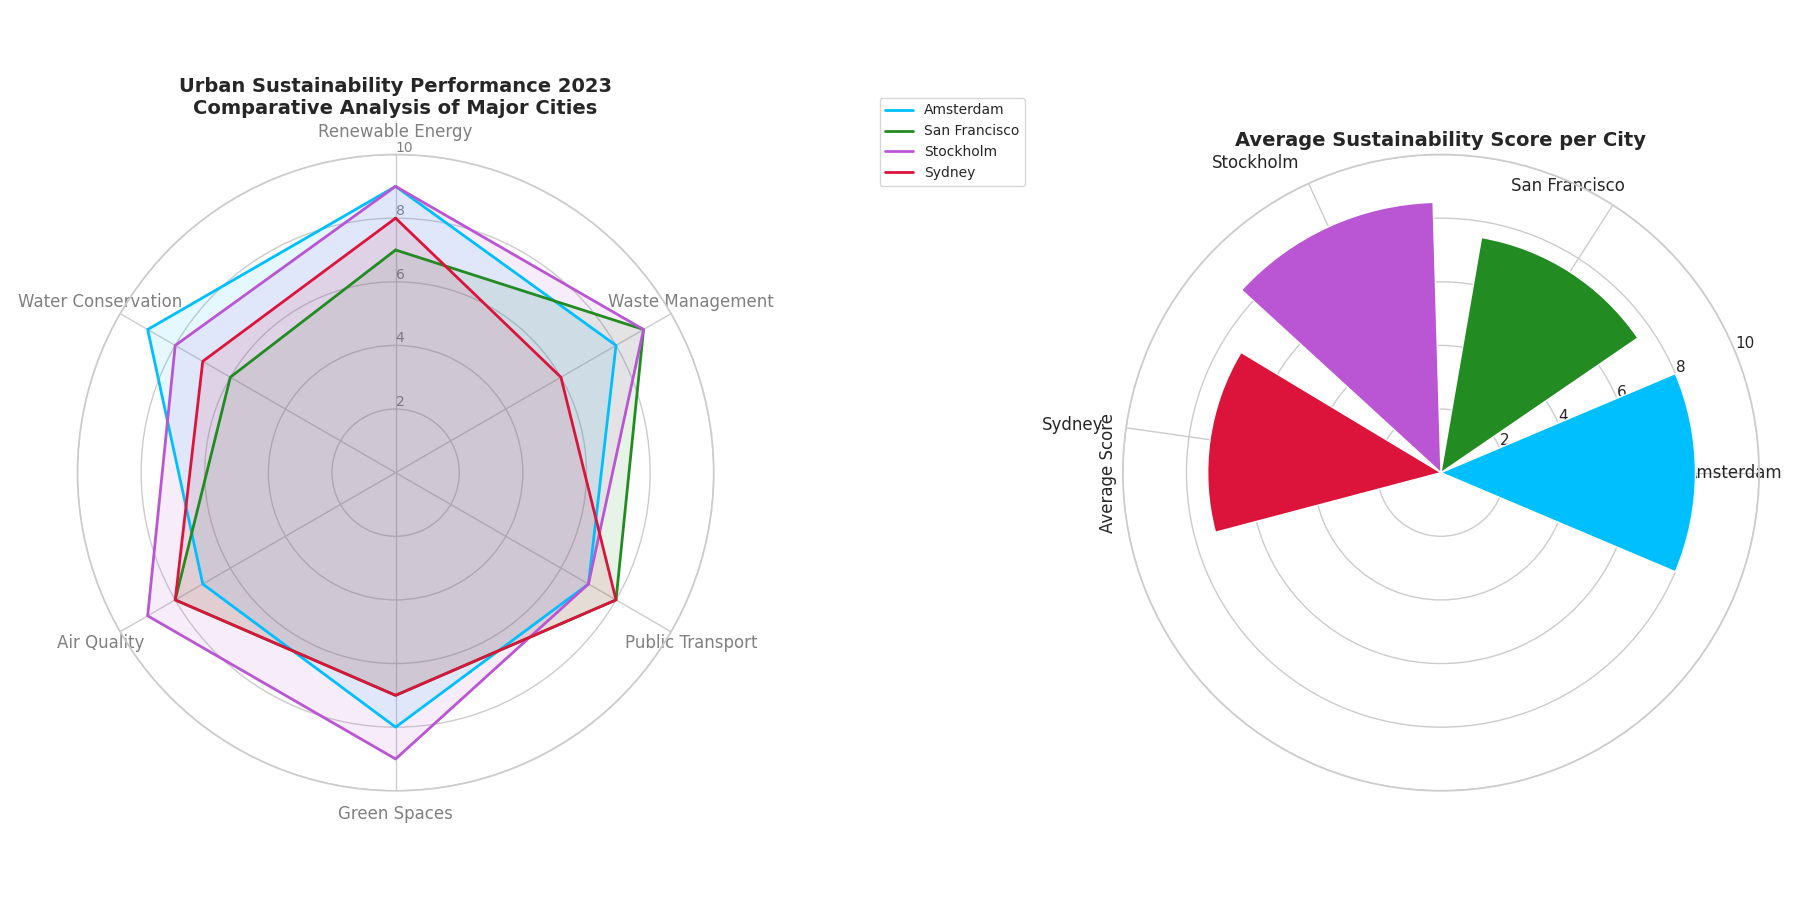 Urban Sustainability Performance 2023
Comparative Analysis of Major Cities
Renewable Energy
10
8
6
4
2
Water Conservation
Waste Management
Air Quality
Public Transport
Green Spaces
Amsterdam
San Francisco
Stockholm
Sydney
Average Sustainability Score per City
Stockholm
San Francisco
10
8
6
4
2
Sydney
Average Score
msterdam